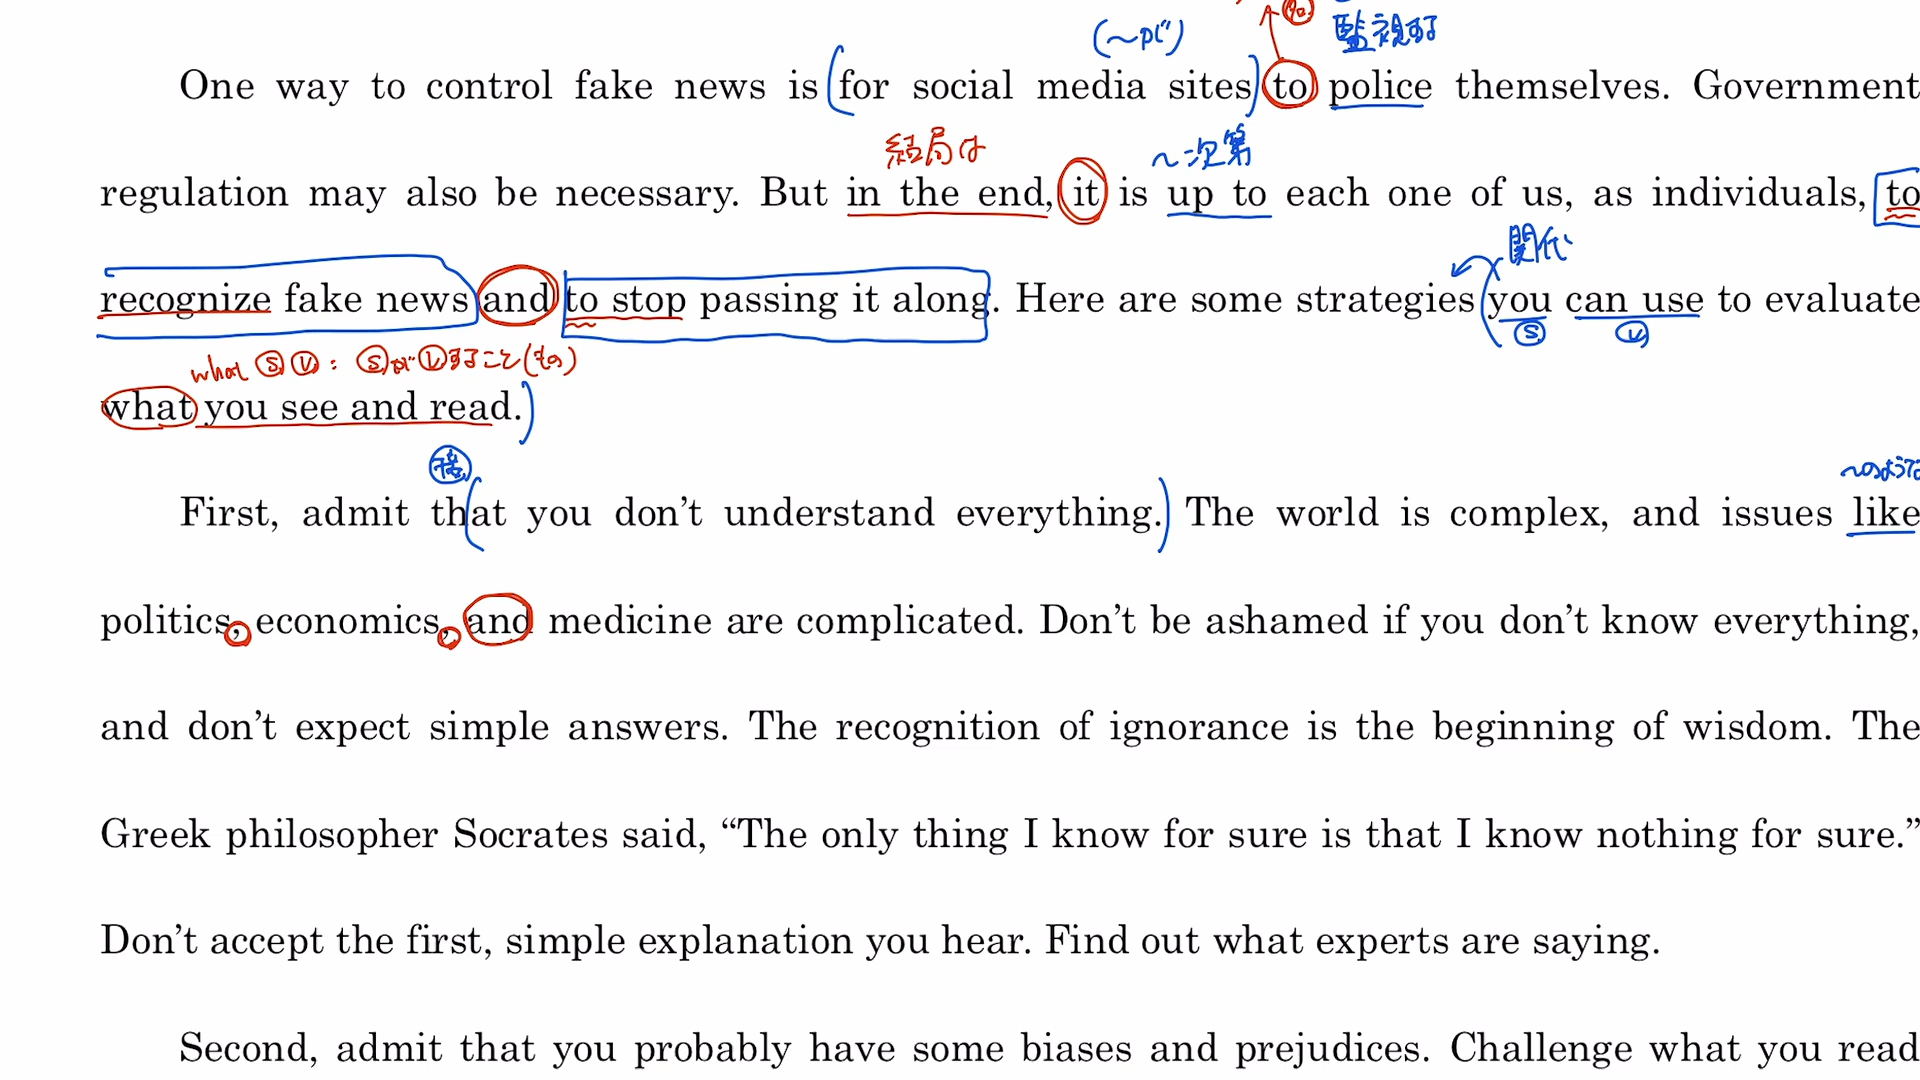 (〜が)
名
監視する
One way to control fake news is (for social media sites) to police themselves. Government
結局は
〜次第
regulation may also be necessary. But in the end, it is up to each one of us, as individuals, to
関代
recognize fake news and to stop passing it along. Here are some strategies (you can use to evaluate
S V
what S V : S が V すること(もの)
what you see and read.)
接
〜のような
First, admit that you don’t understand everything.) The world is complex, and issues like
politics, economics, and medicine are complicated. Don’t be ashamed if you don’t know everything,
and don’t expect simple answers. The recognition of ignorance is the beginning of wisdom. The
Greek philosopher Socrates said, “The only thing I know for sure is that I know nothing for sure.”
Don’t accept the first, simple explanation you hear. Find out what experts are saying.
Second, admit that you probably have some biases and prejudices. Challenge what you read